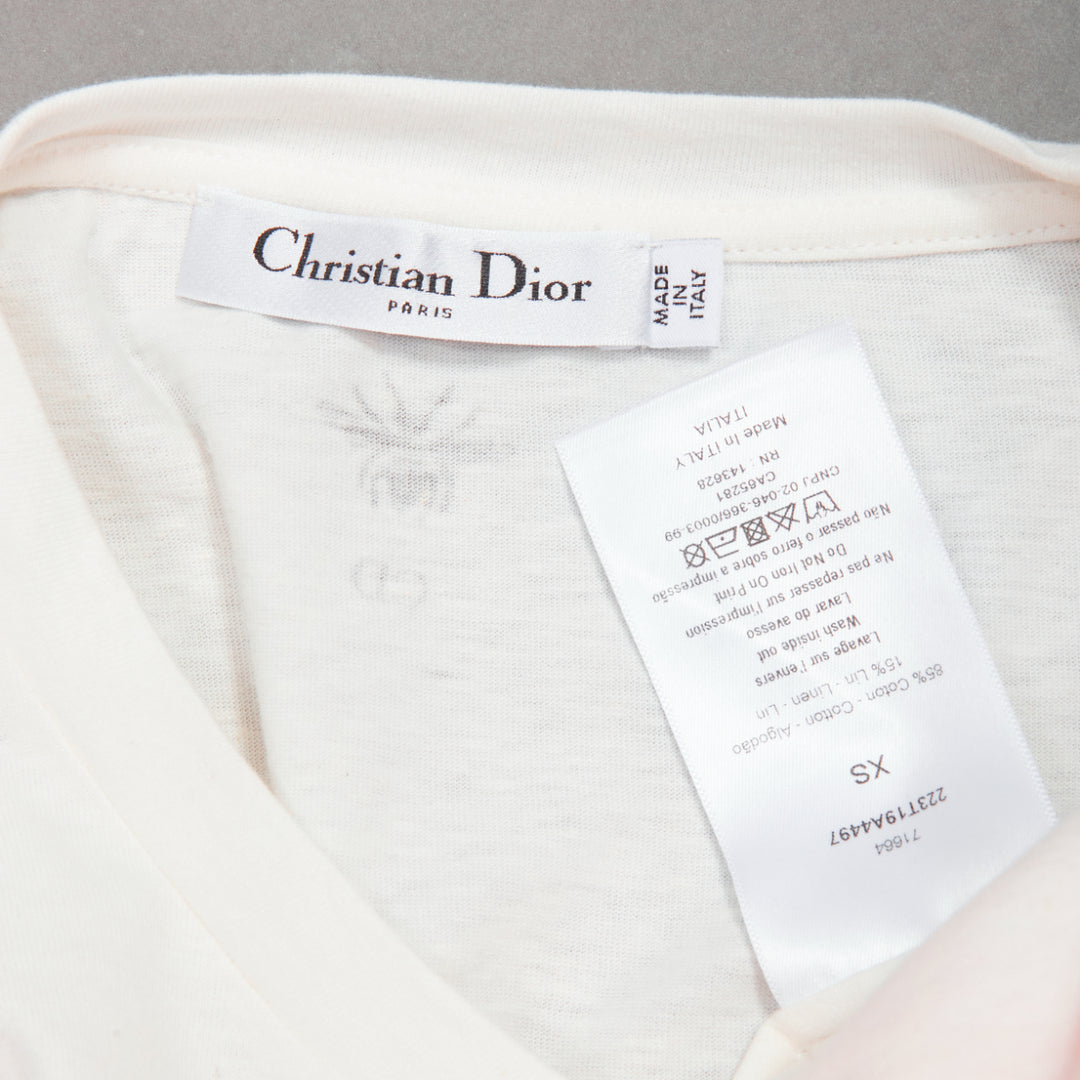 Christian Dior
PARIS
MADE
IN
ITALY
71664
223T19A4497
XS
85% Coton - Cotton - Algodão
15% Lin - Linen - Lin
Lavage sur l'envers
Wash inside out
Lavar do avesso
Ne pas repasser sur l'impression
Do Not Iron On Print
Não passar o ferro sobre a impressão
CNPJ 02-046-366/0003-99
CA85281
RN : 143628
Made In ITALY
ITALIA